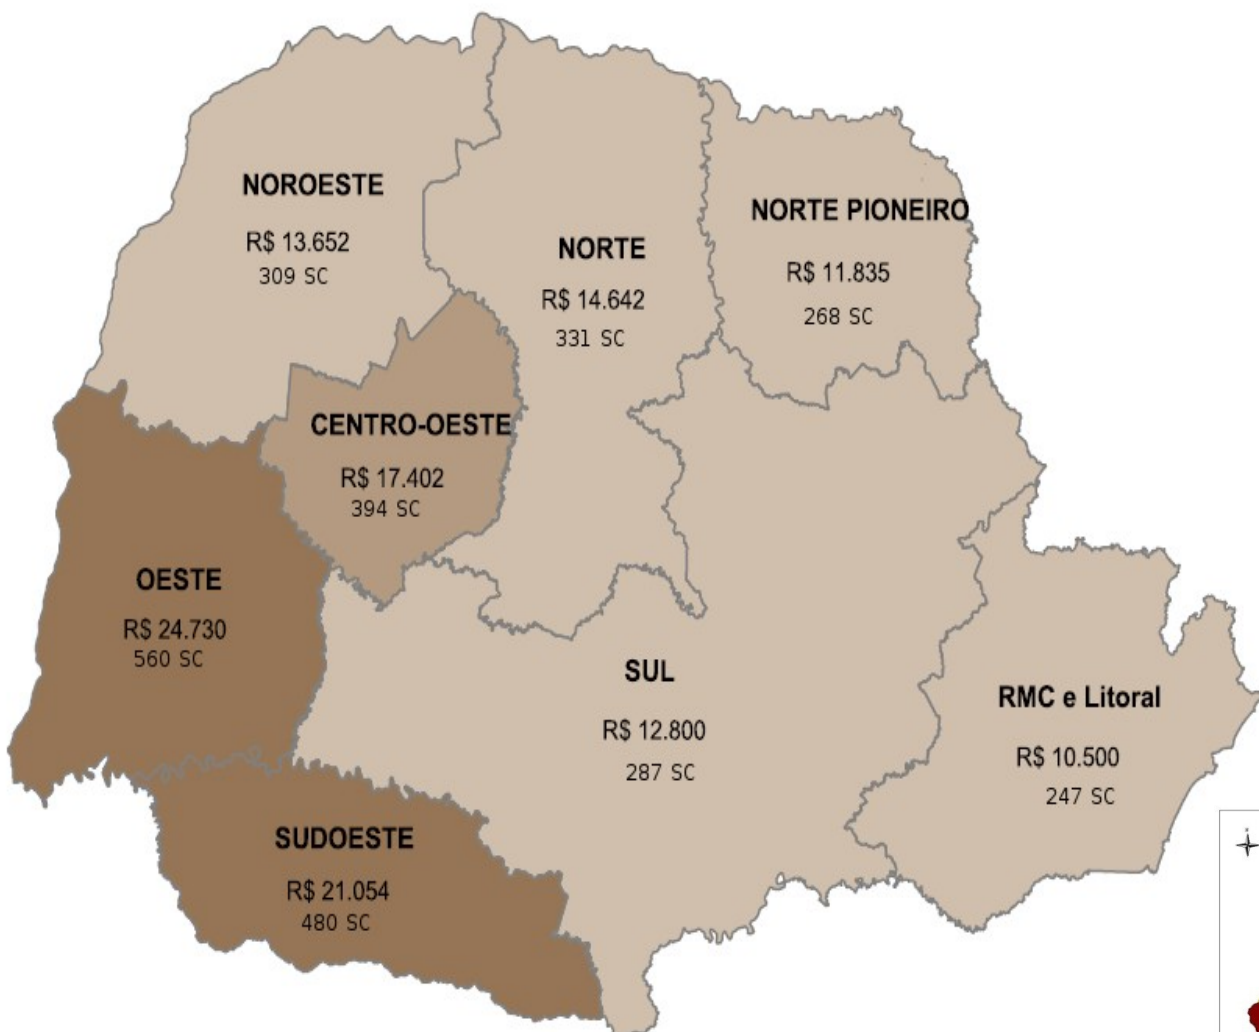 NOROESTE
R$ 13.652
309 SC
NORTE
R$ 14.642
331 SC
NORTE PIONEIRO
R$ 11.835
268 SC
CENTRO-OESTE
R$ 17.402
394 SC
OESTE
R$ 24.730
560 SC
SUL
R$ 12.800
287 SC
RMC e Litoral
R$ 10.500
247 SC
SUDOESTE
R$ 21.054
480 SC